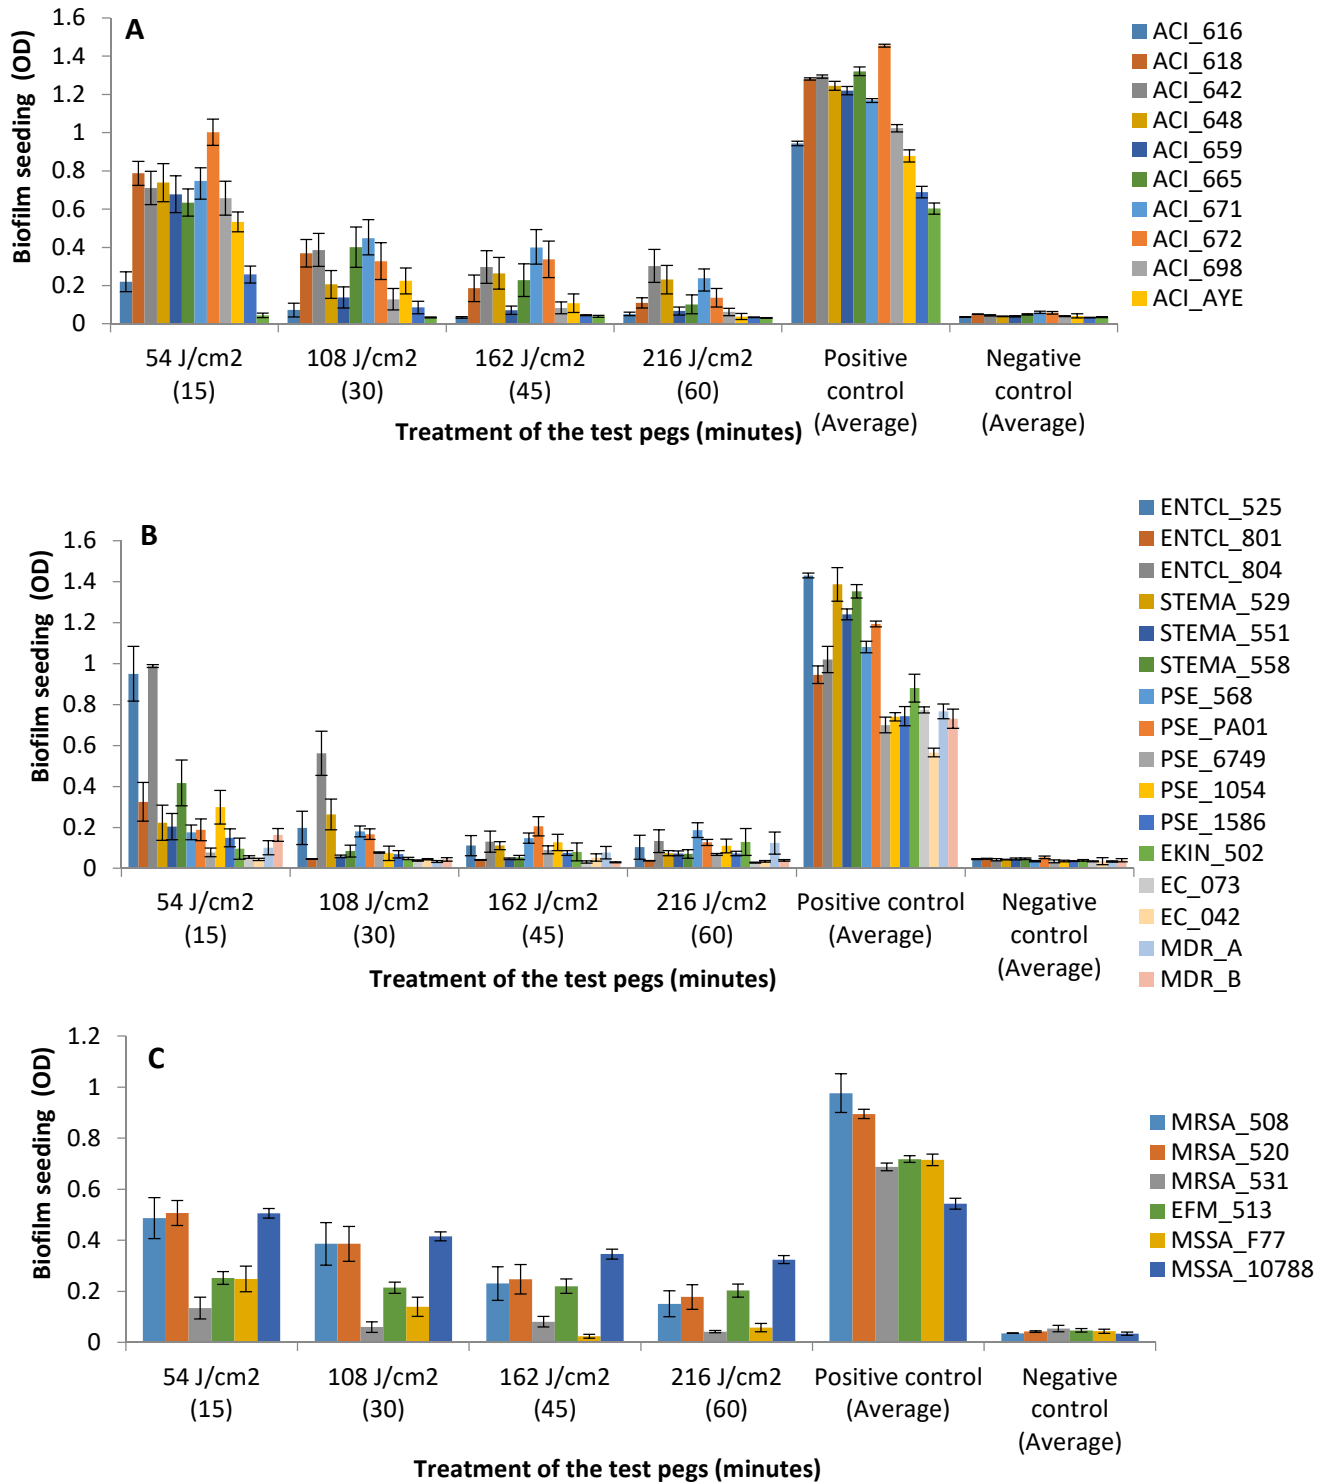 A
Biofilm seeding (OD)
1.6
1.4
1.2
1
0.8
0.6
0.4
0.2
0
54 J/cm2
(15)
108 J/cm2
(30)
162 J/cm2
(45)
216 J/cm2
(60)
Positive
control
(Average)
Negative
control
(Average)
Treatment of the test pegs (minutes)
ACI_616
ACI_618
ACI_642
ACI_648
ACI_659
ACI_665
ACI_671
ACI_672
ACI_698
ACI_AYE
B
Biofilm seeding (OD)
1.6
1.4
1.2
1
0.8
0.6
0.4
0.2
0
54 J/cm2
(15)
108 J/cm2
(30)
162 J/cm2
(45)
216 J/cm2
(60)
Positive control
(Average)
Negative
control
(Average)
Treatment of the test pegs (minutes)
ENTCL_525
ENTCL_801
ENTCL_804
STEMA_529
STEMA_551
STEMA_558
PSE_568
PSE_PA01
PSE_6749
PSE_1054
PSE_1586
EKIN_502
EC_073
EC_042
MDR_A
MDR_B
C
Biofilm seeding (OD)
1.2
1
0.8
0.6
0.4
0.2
0
54 J/cm2
(15)
108 J/cm2
(30)
162 J/cm2
(45)
216 J/cm2
(60)
Positive control
(Average)
Negative
control
(Average)
Treatment of the test pegs (minutes)
MRSA_508
MRSA_520
MRSA_531
EFM_513
MSSA_F77
MSSA_10788